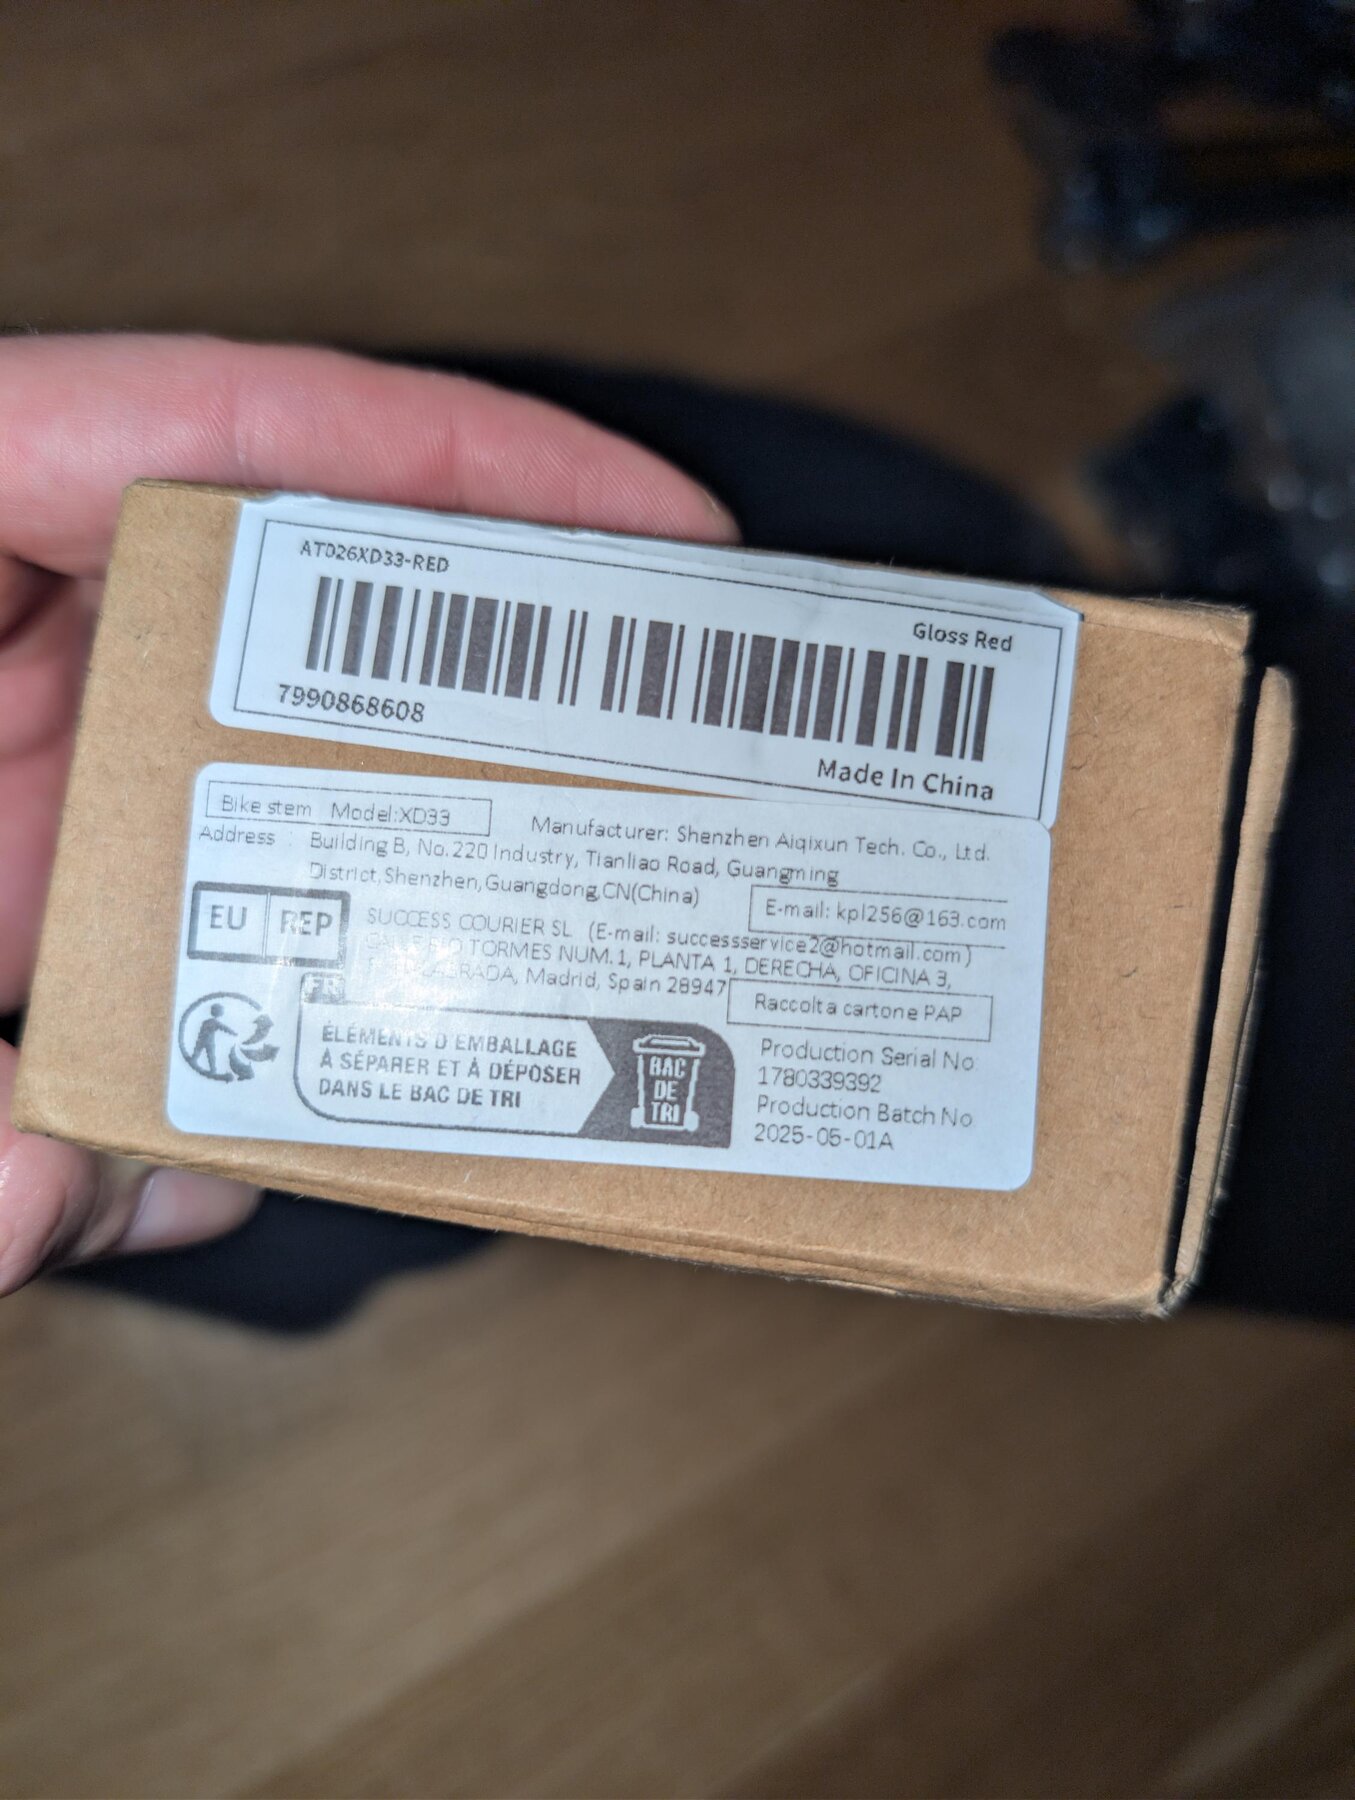 AT026XD33-RED
Gloss Red
7990868608
Made In China
Bike stem Model:XD33
Manufacturer: Shenzhen Aiqixun Tech. Co., Ltd.
Address : Building B, No.220 Industry, Tianliao Road, Guangming
District, Shenzhen, Guangdong, CN(China)
E-mail: kpl256@163.com
EU REP
SUCCESS COURIER SL (E-mail: successservice2@hotmail.com)
CALLE RIO TORMES NUM.1, PLANTA 1, DERECHA, OFICINA 3,
Madrid, Spain 28947
Raccolta cartone PAP
FR
ÉLÉMENTS D'EMBALLAGE
À SÉPARER ET À DÉPOSER
DANS LE BAC DE TRI
BAC
DE
TRI
Production Serial No
1780339392
Production Batch No
2025-05-01A